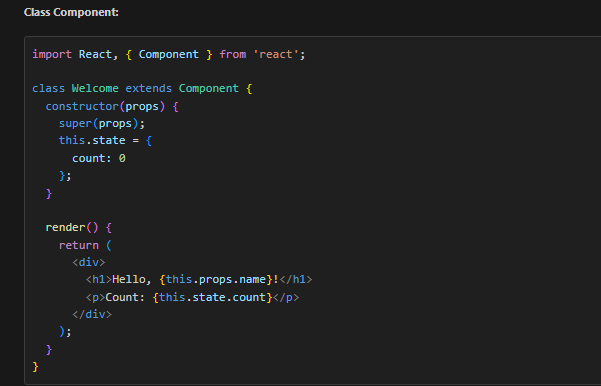 Class Component:
import React, { Component } from 'react';
class Welcome extends Component {
  constructor(props) {
    super(props);
    this.state = {
      count: 0
    };
  }
  render() {
    return (
      <div>
        <h1>Hello, {this.props.name}!</h1>
        <p>Count: {this.state.count}</p>
      </div>
    );
  }
}